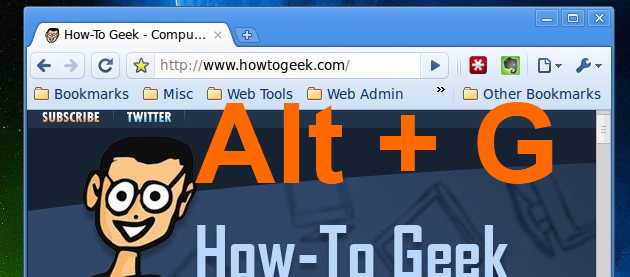 How-To Geek - Compu...
http://www.howtogeek.com/
Bookmarks Misc Web Tools Web Admin » Other Bookmarks
SUBSCRIBE TWITTER
Alt + G
How-To Geek